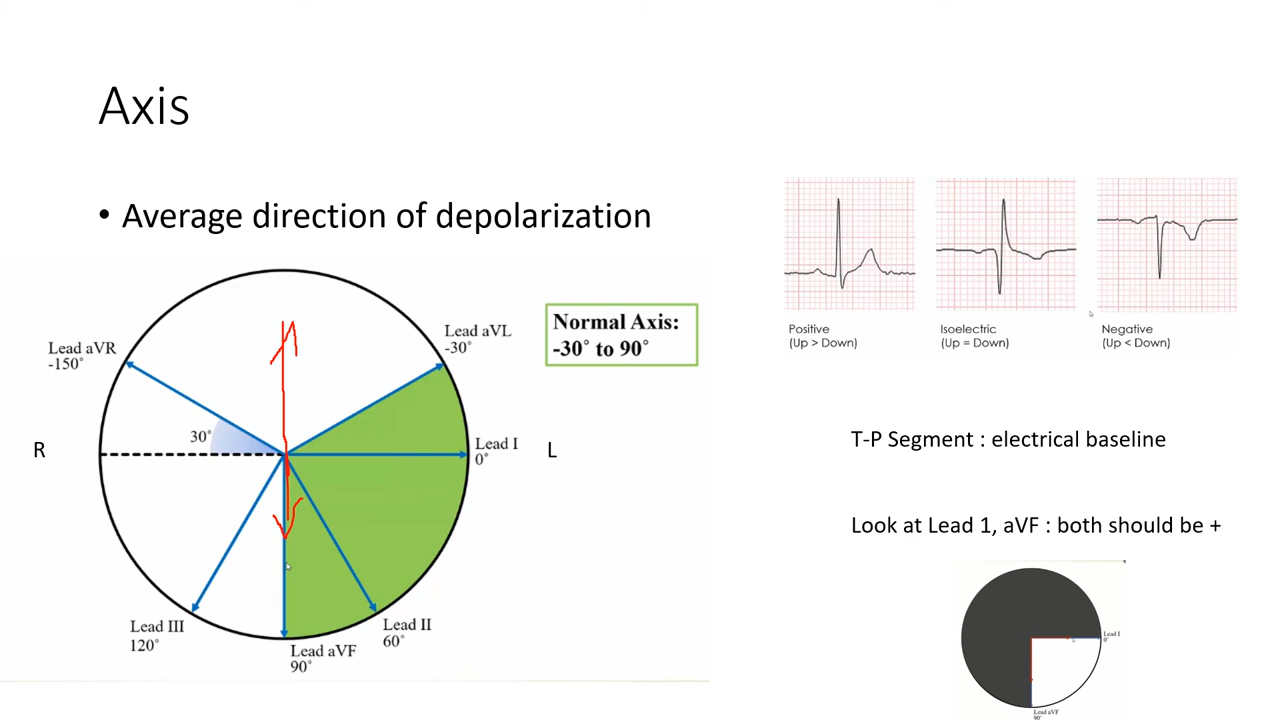 Axis
• Average direction of depolarization
Lead aVR
-150°
30°
Lead aVL
-30°
Normal Axis:
-30° to 90°
R
Lead I
0°
L
Lead III
120°
Lead aVF
90°
Lead II
60°
Positive
(Up > Down)
Isoelectric
(Up = Down)
Negative
(Up < Down)
T-P Segment : electrical baseline
Look at Lead 1, aVF : both should be +
Lead I
0°
Lead aVF
90°